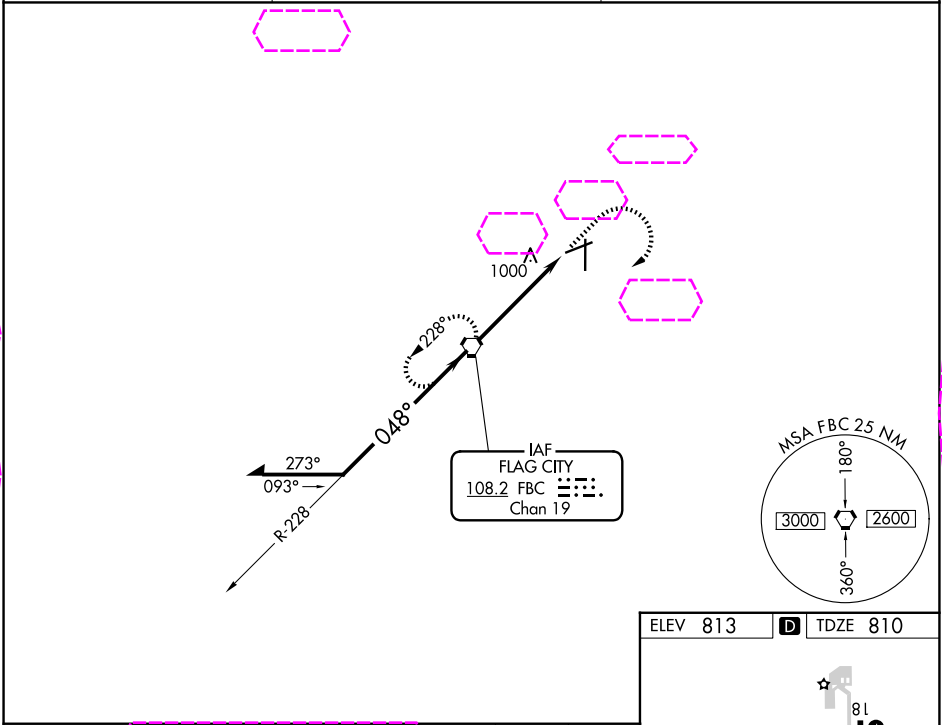 1000
228°
048°
273°
093°
R-228
IAF
FLAG CITY
108.2 FBC
Chan 19
MSA FBC 25 NM
180°
3000
2600
360°
ELEV 813 D TDZE 810
18